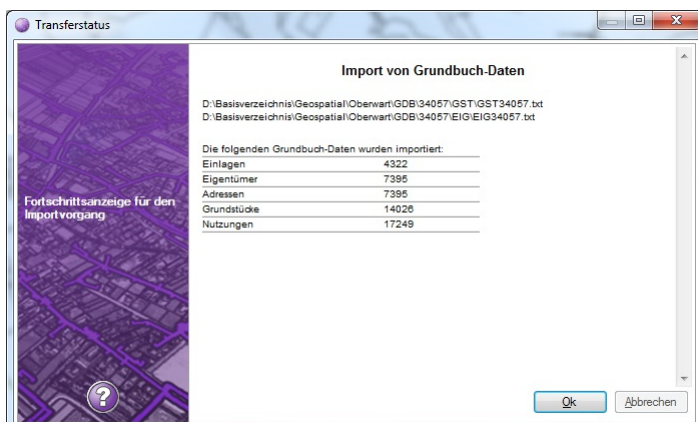 Transferstatus
Import von Grundbuch-Daten
D:\Basisverzeichnis\Geospatial\Oberwart\GDB\34057\GST\GST34057.txt
D:\Basisverzeichnis\Geospatial\Oberwart\GDB\34057\EIG\EIG34057.txt
Die folgenden Grundbuch-Daten wurden importiert:
Einlagen 4322
Eigentümer 7395
Adressen 7395
Grundstücke 14026
Nutzungen 17249
Fortschrittsanzeige für den
Importvorgang
?
Ok Abbrechen